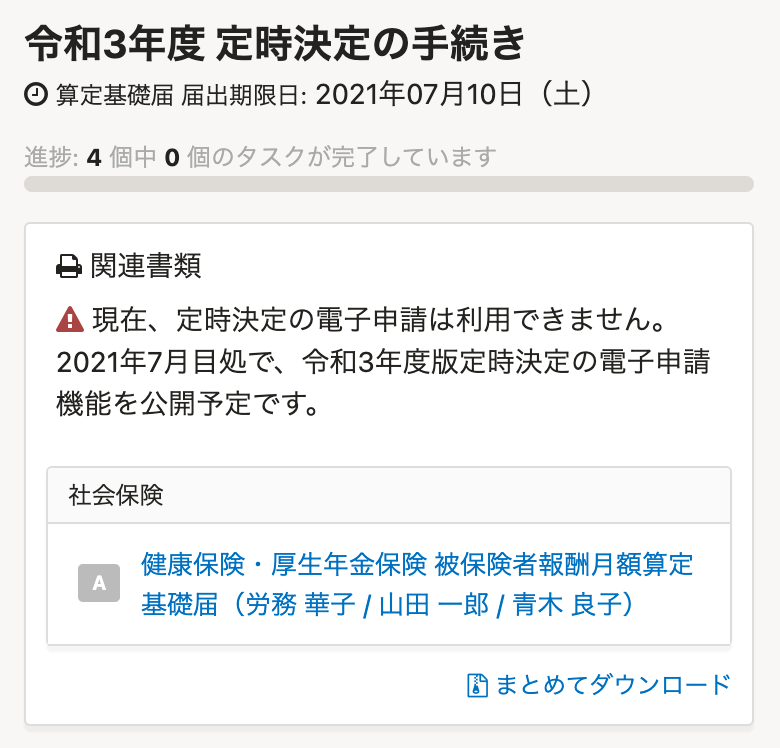 令和3年度 定時決定の手続き
算定基礎届 届出期限日: 2021年07月10日（土）
進捗: 4 個中 0 個のタスクが完了しています
関連書類
現在、定時決定の電子申請は利用できません。
2021年7月目処で、令和3年度版定時決定の電子申請
機能を公開予定です。
社会保険
A
健康保険・厚生年金保険 被保険者報酬月額算定
基礎届（労務 華子 / 山田 一郎 / 青木 良子）
まとめてダウンロード